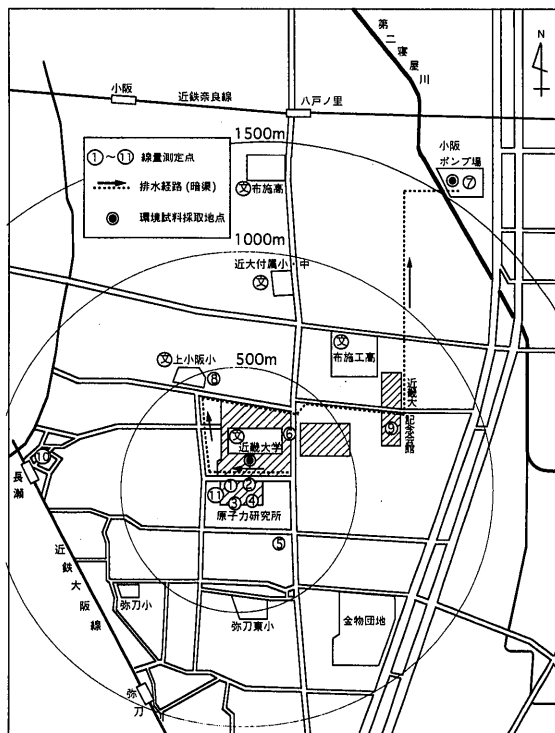 第二寝屋川
N
小阪
近鉄奈良線
八戸ノ里
1500m
①～⑪ 線量測定点
排水経路(暗渠)
環境試料採取地点
小阪
ポンプ場
⑦
文布施高
1000m
近大付属小・中
文
文
布施工高
500m
文上小阪小
⑧
近畿大
記念会館
⑨
⑥
文
近畿大学
⑩
長瀬
① ②
⑪ ③ ④
原子力研究所
⑤
近鉄大阪線
弥刀小
弥刀東小
金物団地
弥刀